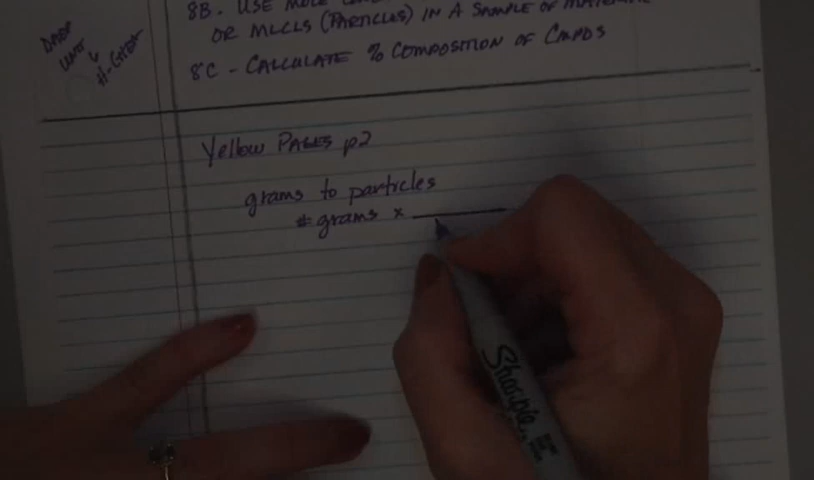 8B - USE MOLE
OR MLCLS (PARTICLES) IN A SAMPLE OF
8C - CALCULATE % COMPOSITION OF CMPDS
Yellow PAGES p2
grams to particles
# grams x
Sharpie